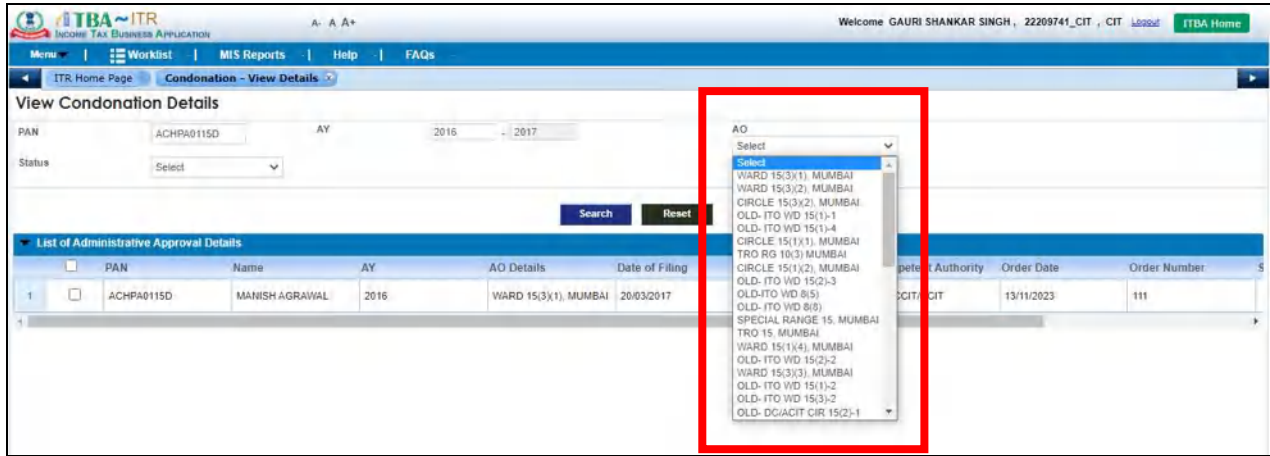 ITBA~ITR
INCOME TAX BUSINESS APPLICATION
A- A A+
Welcome GAURI SHANKAR SINGH , 22209741_CIT , CIT Logout ITBA Home
Menu | Worklist | MIS Reports | Help | FAQs
ITR Home Page Condonation - View Details
View Condonation Details
PAN ACHPA0115D AY 2016 - 2017 AO
Select
Status Select
Select
WARD 15(3)(1), MUMBAI
WARD 15(3)(2), MUMBAI
CIRCLE 15(3)(2), MUMBAI
OLD- ITO WD 15(1)-1
OLD- ITO WD 15(1)-4
CIRCLE 15(1)(1), MUMBAI
TRO RG 10(3) MUMBAI
CIRCLE 15(1)(2), MUMBAI
OLD- ITO WD 15(2)-3
OLD-ITO WD 8(5)
OLD- ITO WD 8(8)
SPECIAL RANGE 15, MUMBAI
TRO 15, MUMBAI
WARD 15(1)(4), MUMBAI
OLD- ITO WD 15(2)-2
WARD 15(3)(3), MUMBAI
OLD- ITO WD 15(1)-2
OLD- ITO WD 15(3)-2
OLD- DC/ACIT CIR 15(2)-1
Search Reset
List of Administrative Approval Details
PAN Name AY AO Details Date of Filing Authority Order Date Order Number S
1 ACHPA0115D MANISH AGRAWAL 2016 WARD 15(3)(1), MUMBAI 20/03/2017 13/11/2023 111